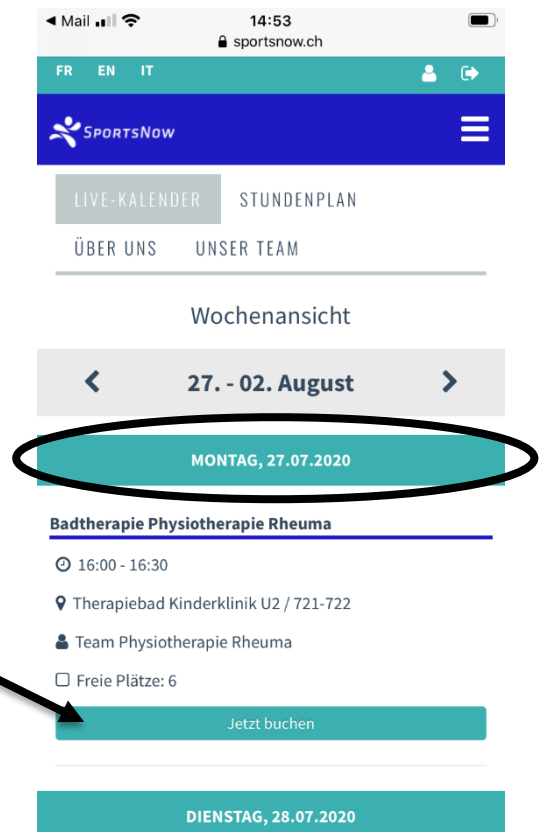 Mail 14:53
sportsnow.ch
FR EN IT
SPORTSNOW
LIVE-KALENDER STUNDENPLAN
ÜBER UNS UNSER TEAM
Wochenansicht
27. - 02. August
MONTAG, 27.07.2020
Badtherapie Physiotherapie Rheuma
16:00 - 16:30
Therapiebad Kinderklinik U2 / 721-722
Team Physiotherapie Rheuma
Freie Plätze: 6
Jetzt buchen
DIENSTAG, 28.07.2020